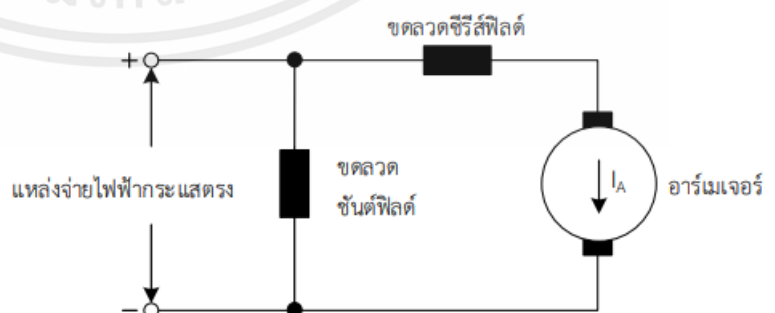 ขดลวดซีรีส์ฟิลด์
+
แหล่งจ่ายไฟฟ้ากระแสตรง
ขดลวด
ชันต์ฟิลด์
I_A
อาร์เมเจอร์
−